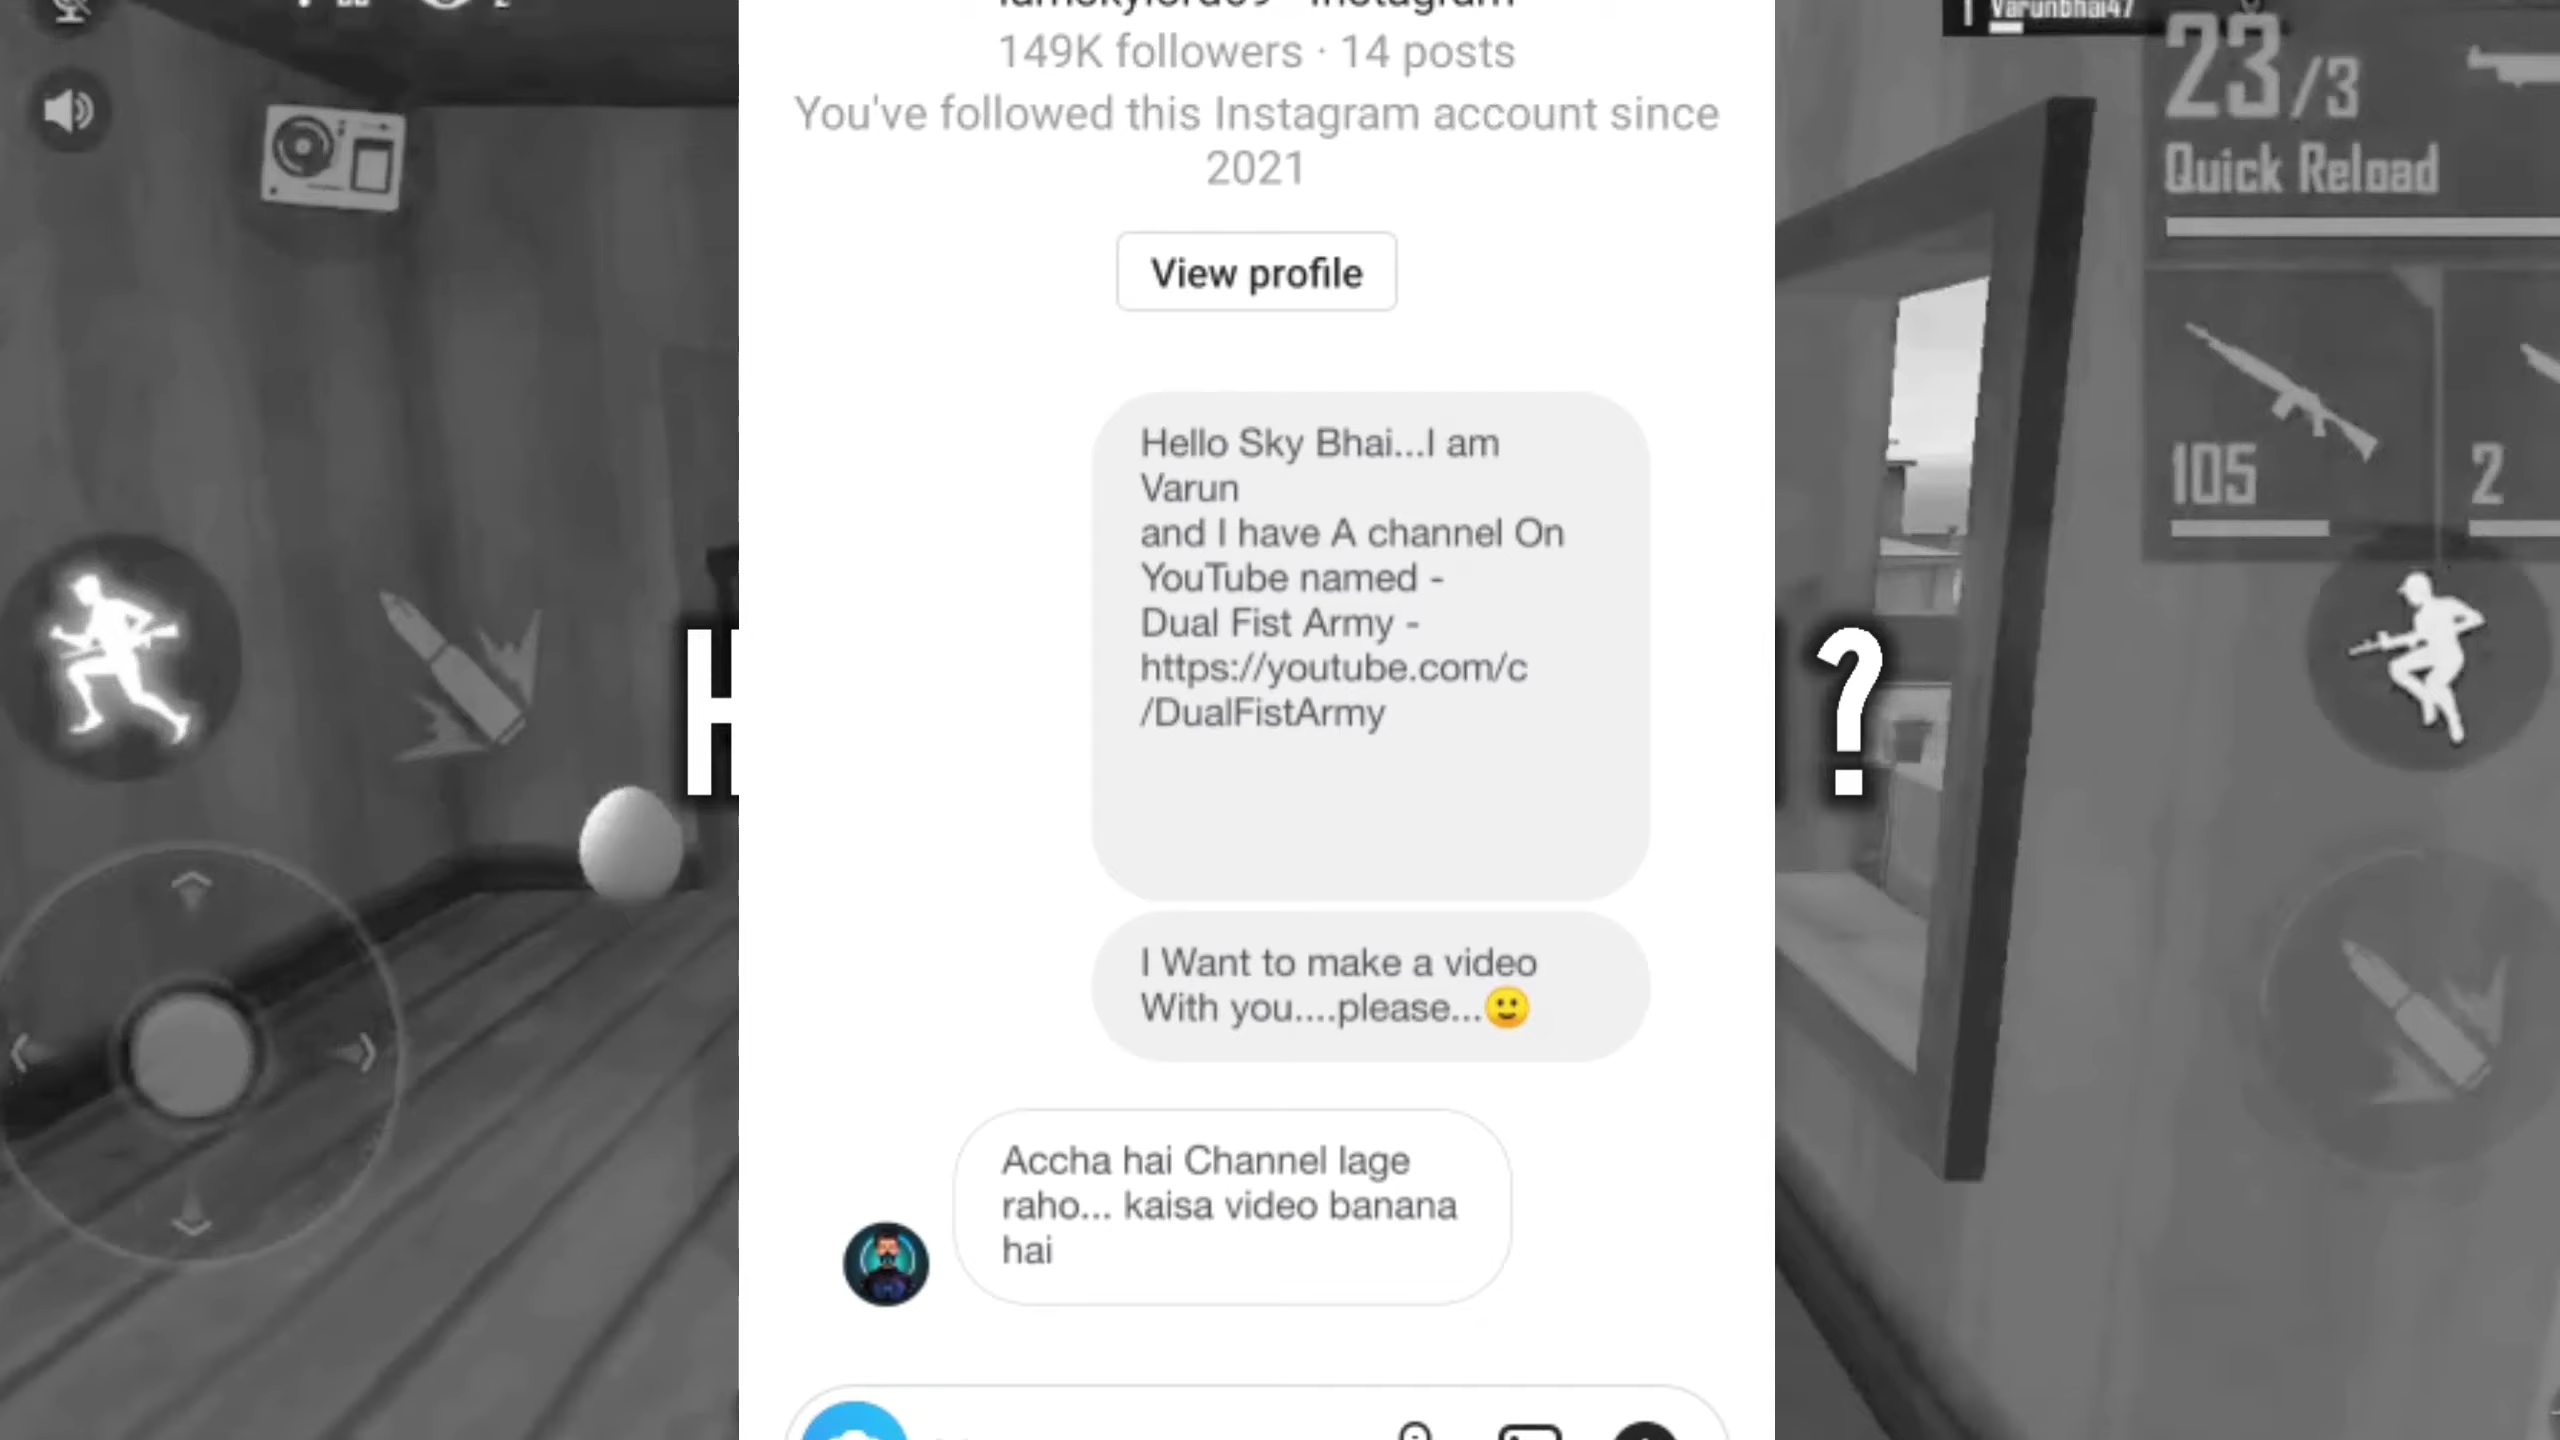 149K followers · 14 posts
You've followed this Instagram account since
2021
View profile
Hello Sky Bhai...I am
Varun
and I have A channel On
YouTube named -
Dual Fist Army -
https://youtube.com/c
/DualFistArmy
I Want to make a video
With you....please...🙂
Accha hai Channel lage
raho... kaisa video banana
hai
H
?
1 Varunbhai47
23/3
Quick Reload
105
2